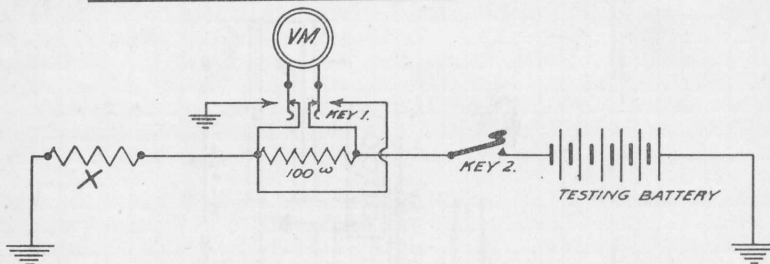 VM
KEY 1.
100 ω
X
KEY 2.
TESTING BATTERY